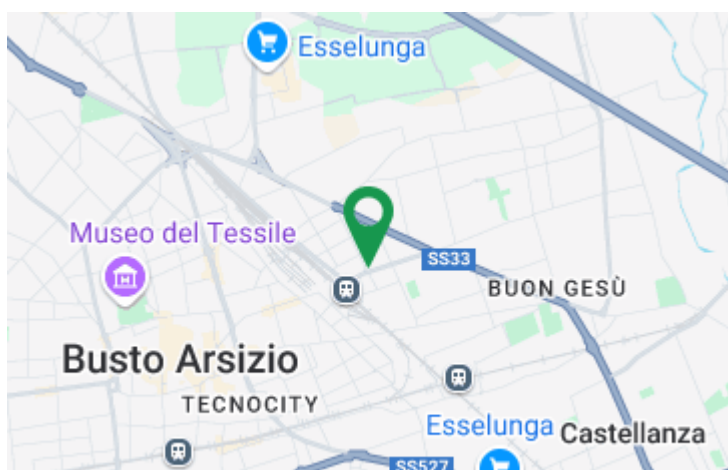 Esselunga
Museo del Tessile
SS33
BUON GESÙ
Busto Arsizio
TECNOCITY
Esselunga
Castellanza
SS527